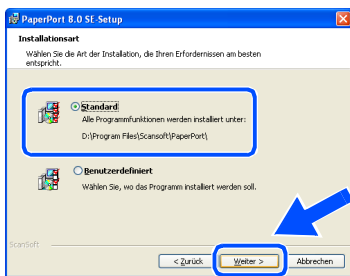 PaperPort 8.0 SE-Setup
Installationsart
Wählen Sie die Art der Installation, die Ihren Erfordernissen am besten
entspricht.
Standard
Alle Programmfunktionen werden installiert unter:
D:\Program Files\Scansoft\PaperPort\
Benutzerdefiniert
Wählen Sie, wo das Programm installiert werden soll.
ScanSoft
< Zurück Weiter > Abbrechen